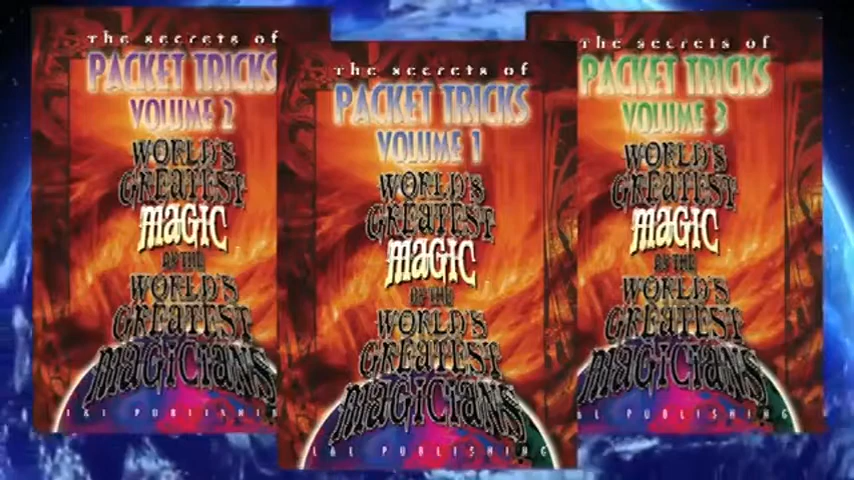 The secrets of
PACKET TRICKS
VOLUME 2
WORLD'S
GREATEST
MAGIC
BY THE
WORLD'S
GREATEST
MAGICIANS
L&L PUBLISHING
The secrets of
PACKET TRICKS
VOLUME 1
WORLD'S
GREATEST
MAGIC
BY THE
WORLD'S
GREATEST
MAGICIANS
L&L PUBLISHING
The secrets of
PACKET TRICKS
VOLUME 3
WORLD'S
GREATEST
MAGIC
BY THE
WORLD'S
GREATEST
MAGICIANS
L&L PUBLISHING